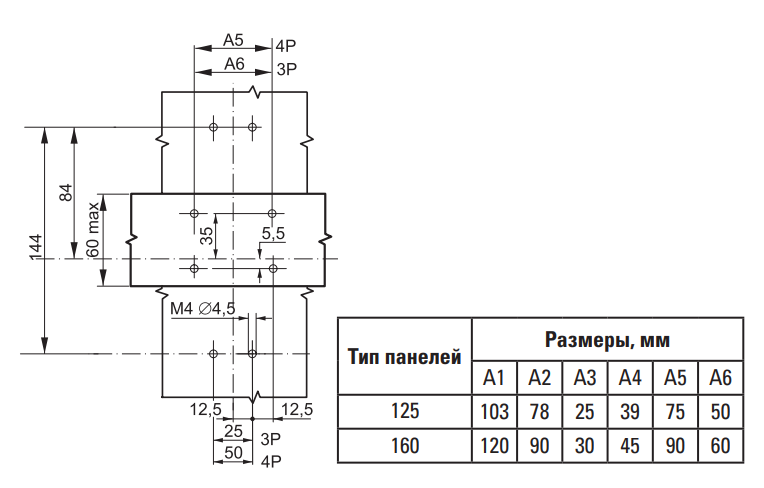 A5 4P
A6 3P
84
144
60 max
35
5,5
M4 ∅4,5
12,5 12,5
25 3P
50 4P
Тип панелей Размеры, мм
A1 A2 A3 A4 A5 A6
125 103 78 25 39 75 50
160 120 90 30 45 90 60